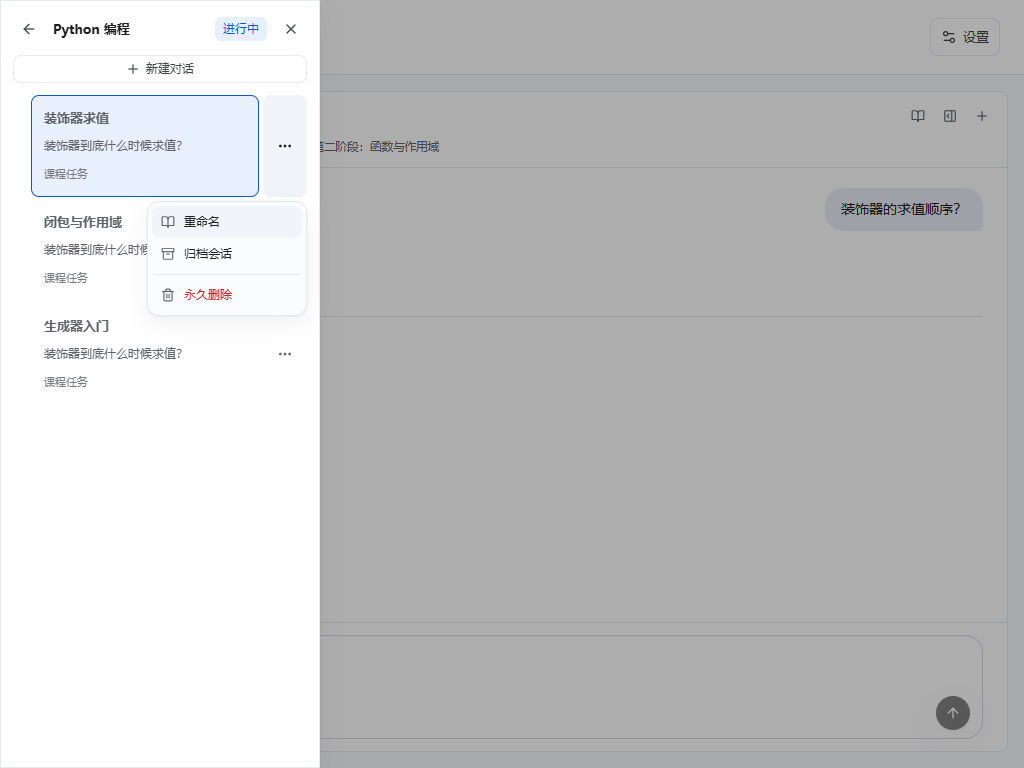 Python 编程
进行中
设置
新建对话
装饰器求值
装饰器到底什么时候求值?
课程任务
第二阶段：函数与作用域
装饰器的求值顺序?
闭包与作用域
装饰器到底什么时候
课程任务
重命名
归档会话
永久删除
生成器入门
装饰器到底什么时候求值?
课程任务